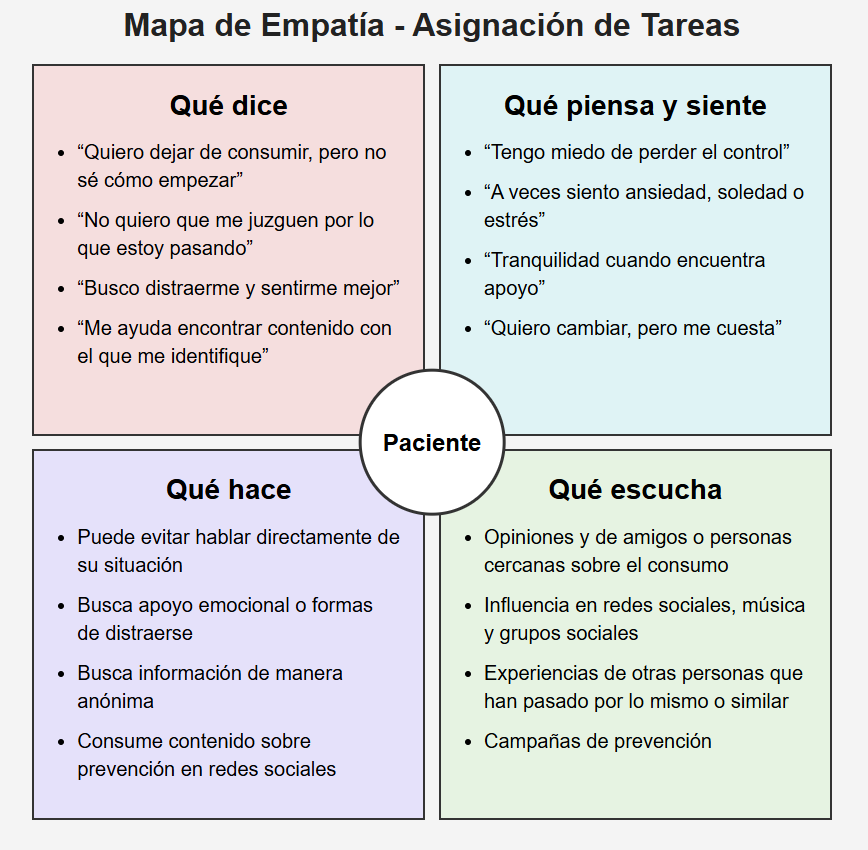 Mapa de Empatía - Asignación de Tareas
Qué dice
• “Quiero dejar de consumir, pero no
sé cómo empezar”
• “No quiero que me juzguen por lo
que estoy pasando”
• “Busco distraerme y sentirme mejor”
• “Me ayuda encontrar contenido con
el que me identifique”
Qué piensa y siente
• “Tengo miedo de perder el control”
• “A veces siento ansiedad, soledad o
estrés”
• “Tranquilidad cuando encuentra
apoyo”
• “Quiero cambiar, pero me cuesta”
Paciente
Qué hace
• Puede evitar hablar directamente de
su situación
• Busca apoyo emocional o formas
de distraerse
• Busca información de manera
anónima
• Consume contenido sobre
prevención en redes sociales
Qué escucha
• Opiniones y de amigos o personas
cercanas sobre el consumo
• Influencia en redes sociales, música
y grupos sociales
• Experiencias de otras personas que
han pasado por lo mismo o similar
• Campañas de prevención